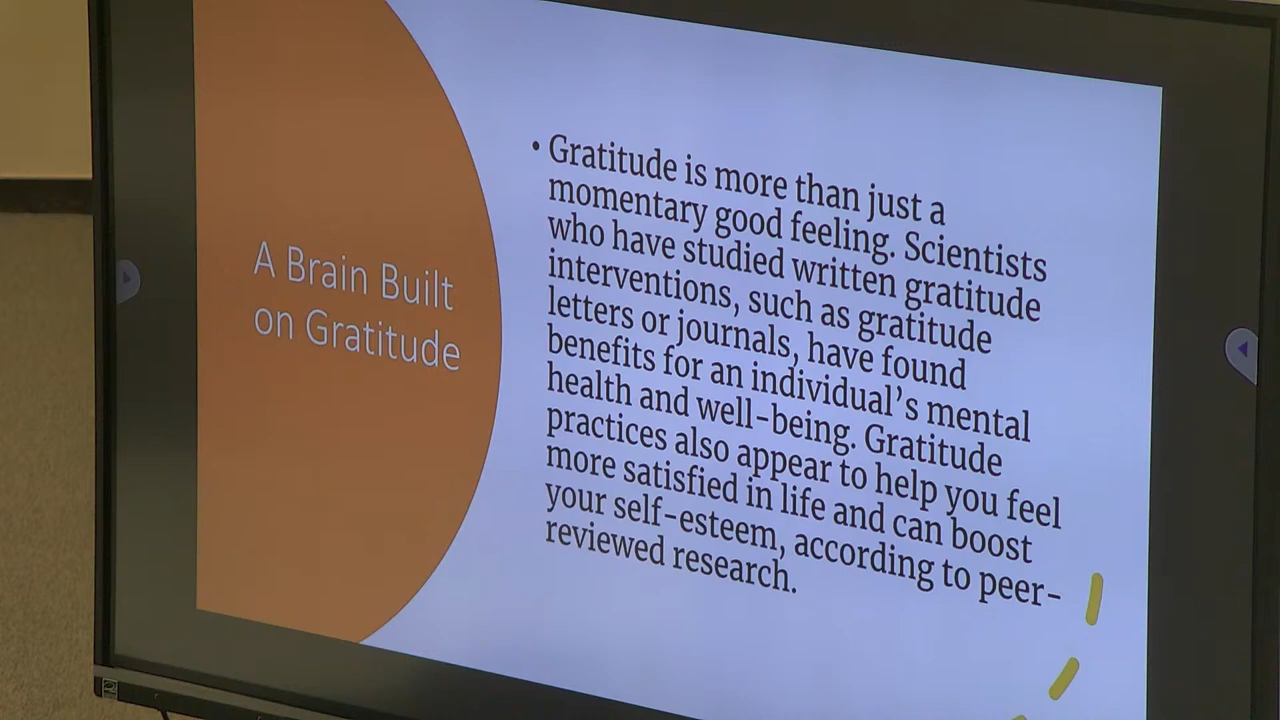 A Brain Built
on Gratitude
• Gratitude is more than just a
momentary good feeling. Scientists
who have studied written gratitude
interventions, such as gratitude
letters or journals, have found
benefits for an individual’s mental
health and well-being. Gratitude
practices also appear to help you feel
more satisfied in life and can boost
your self-esteem, according to peer-
reviewed research.